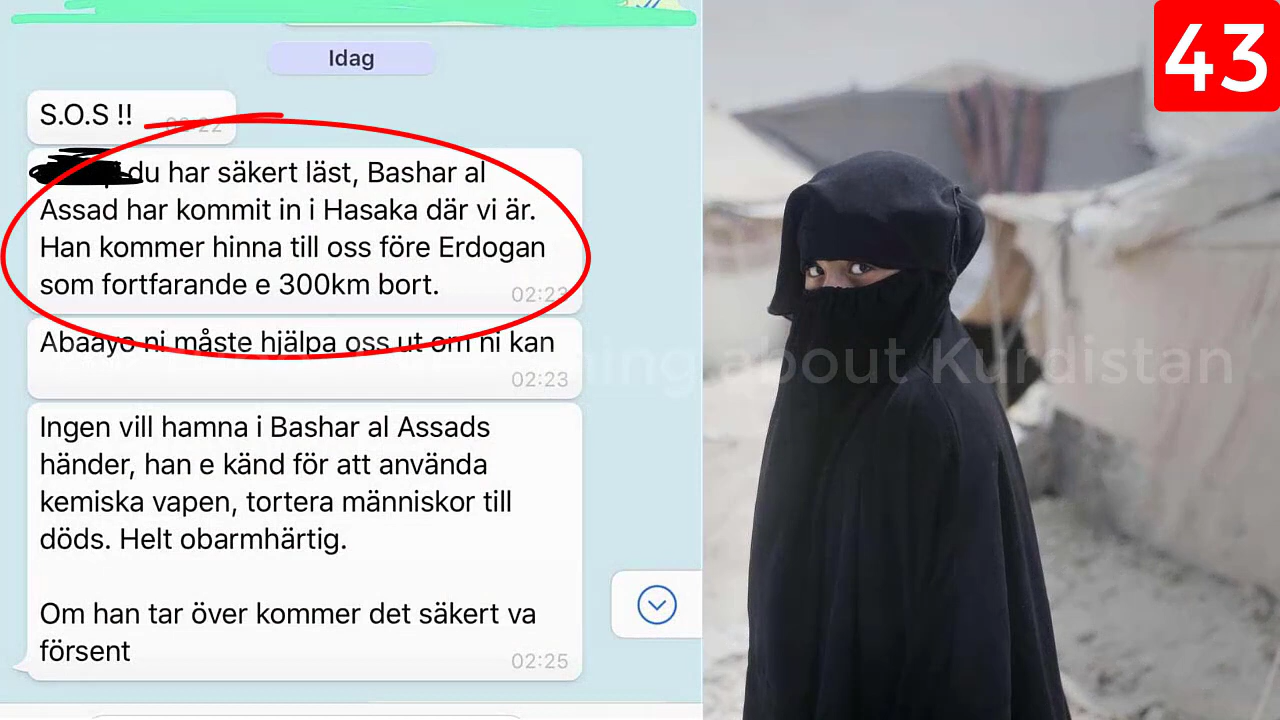 43
Idag
S.O.S !!
02:22
du har säkert läst, Bashar al
Assad har kommit in i Hasaka där vi är.
Han kommer hinna till oss före Erdogan
som fortfarande e 300km bort.
02:23
Abaayo ni måste hjälpa oss ut om ni kan
02:23
about Kurdistan
Ingen vill hamna i Bashar al Assads
händer, han e känd för att använda
kemiska vapen, tortera människor till
döds. Helt obarmhärtig.
Om han tar över kommer det säkert va
försent
02:25